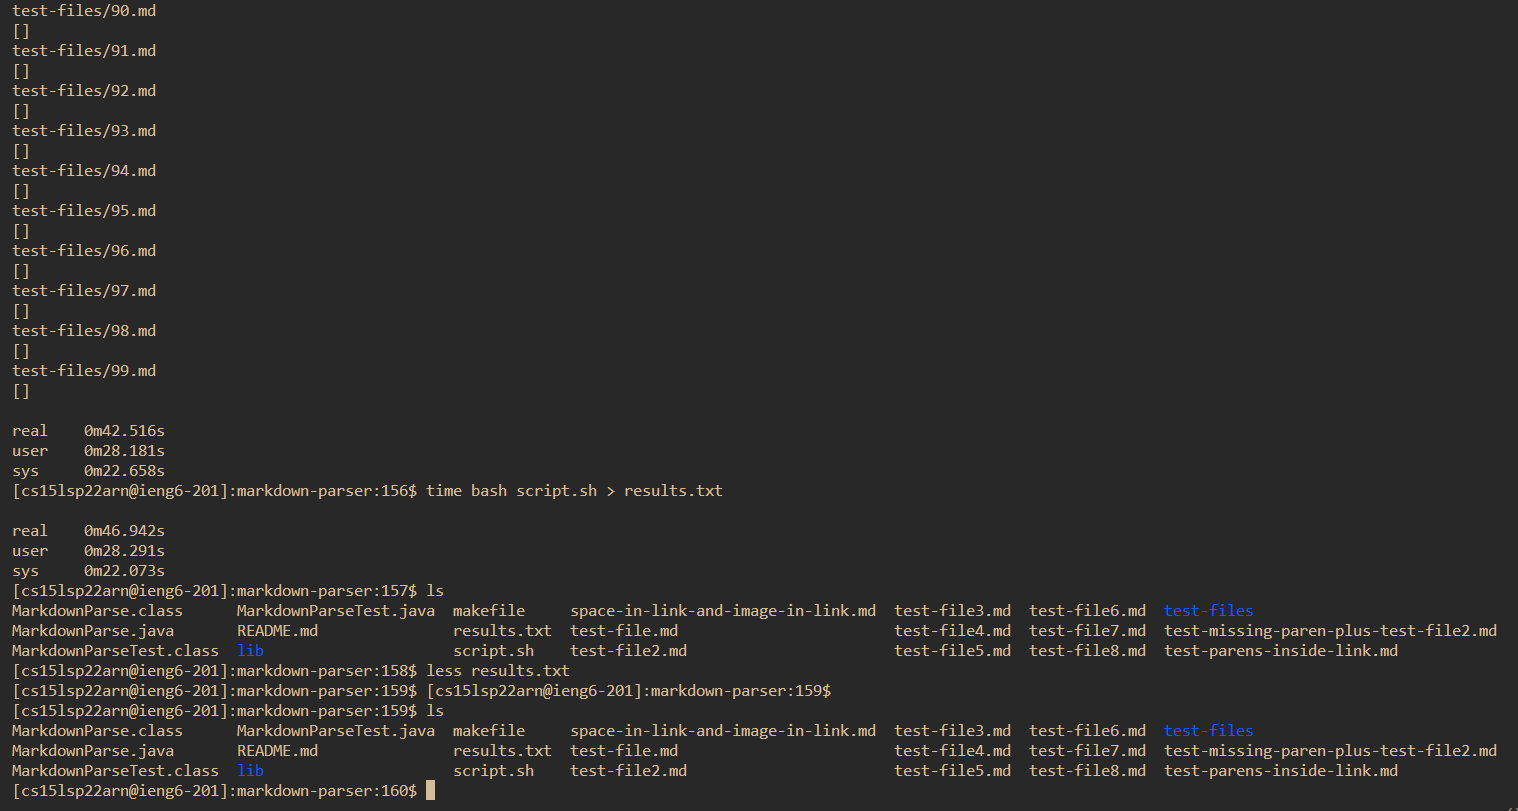 test-files/90.md
[]
test-files/91.md
[]
test-files/92.md
[]
test-files/93.md
[]
test-files/94.md
[]
test-files/95.md
[]
test-files/96.md
[]
test-files/97.md
[]
test-files/98.md
[]
test-files/99.md
[]
real    0m42.516s
user    0m28.181s
sys     0m22.658s
[cs15lsp22arn@ieng6-201]:markdown-parser:156$ time bash script.sh > results.txt
real    0m46.942s
user    0m28.291s
sys     0m22.073s
[cs15lsp22arn@ieng6-201]:markdown-parser:157$ ls
MarkdownParse.class      MarkdownParseTest.java  makefile     space-in-link-and-image-in-link.md  test-file3.md  test-file6.md  test-files
MarkdownParse.java       README.md               results.txt  test-file.md                        test-file4.md  test-file7.md  test-missing-paren-plus-test-file2.md
MarkdownParseTest.class  lib                     script.sh    test-file2.md                       test-file5.md  test-file8.md  test-parens-inside-link.md
[cs15lsp22arn@ieng6-201]:markdown-parser:158$ less results.txt
[cs15lsp22arn@ieng6-201]:markdown-parser:159$ [cs15lsp22arn@ieng6-201]:markdown-parser:159$
[cs15lsp22arn@ieng6-201]:markdown-parser:159$ ls
MarkdownParse.class      MarkdownParseTest.java  makefile     space-in-link-and-image-in-link.md  test-file3.md  test-file6.md  test-files
MarkdownParse.java       README.md               results.txt  test-file.md                        test-file4.md  test-file7.md  test-missing-paren-plus-test-file2.md
MarkdownParseTest.class  lib                     script.sh    test-file2.md                       test-file5.md  test-file8.md  test-parens-inside-link.md
[cs15lsp22arn@ieng6-201]:markdown-parser:160$